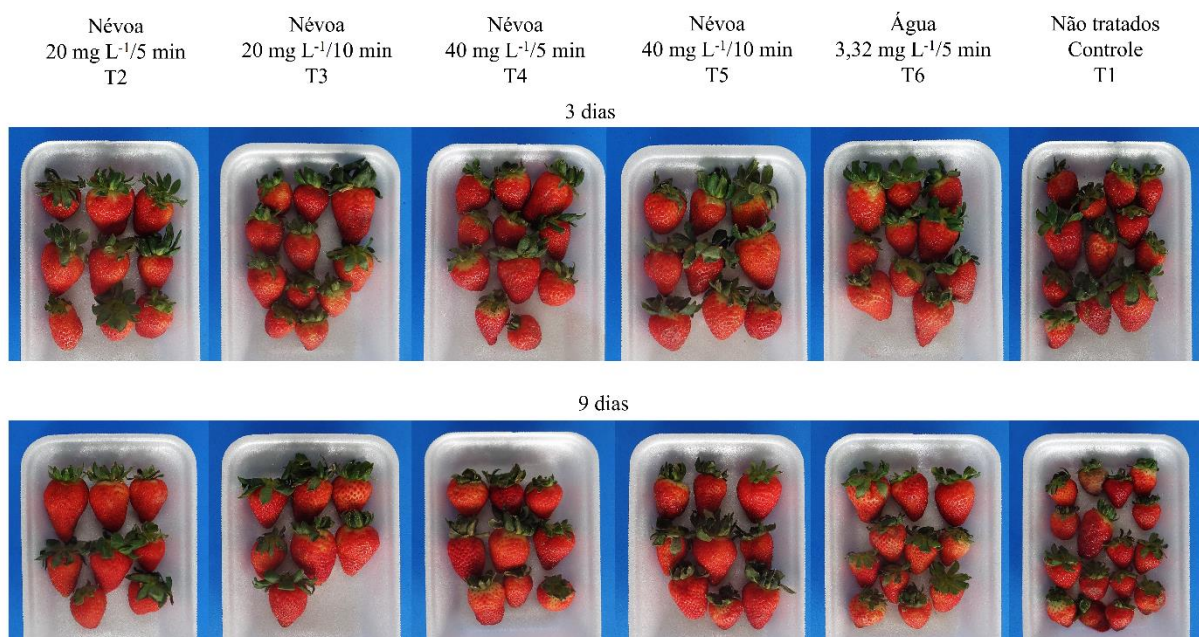 Névoa
20 mg L⁻¹/5 min
T2
Névoa
20 mg L⁻¹/10 min
T3
Névoa
40 mg L⁻¹/5 min
T4
Névoa
40 mg L⁻¹/10 min
T5
Água
3,32 mg L⁻¹/5 min
T6
Não tratados
Controle
T1
3 dias
9 dias